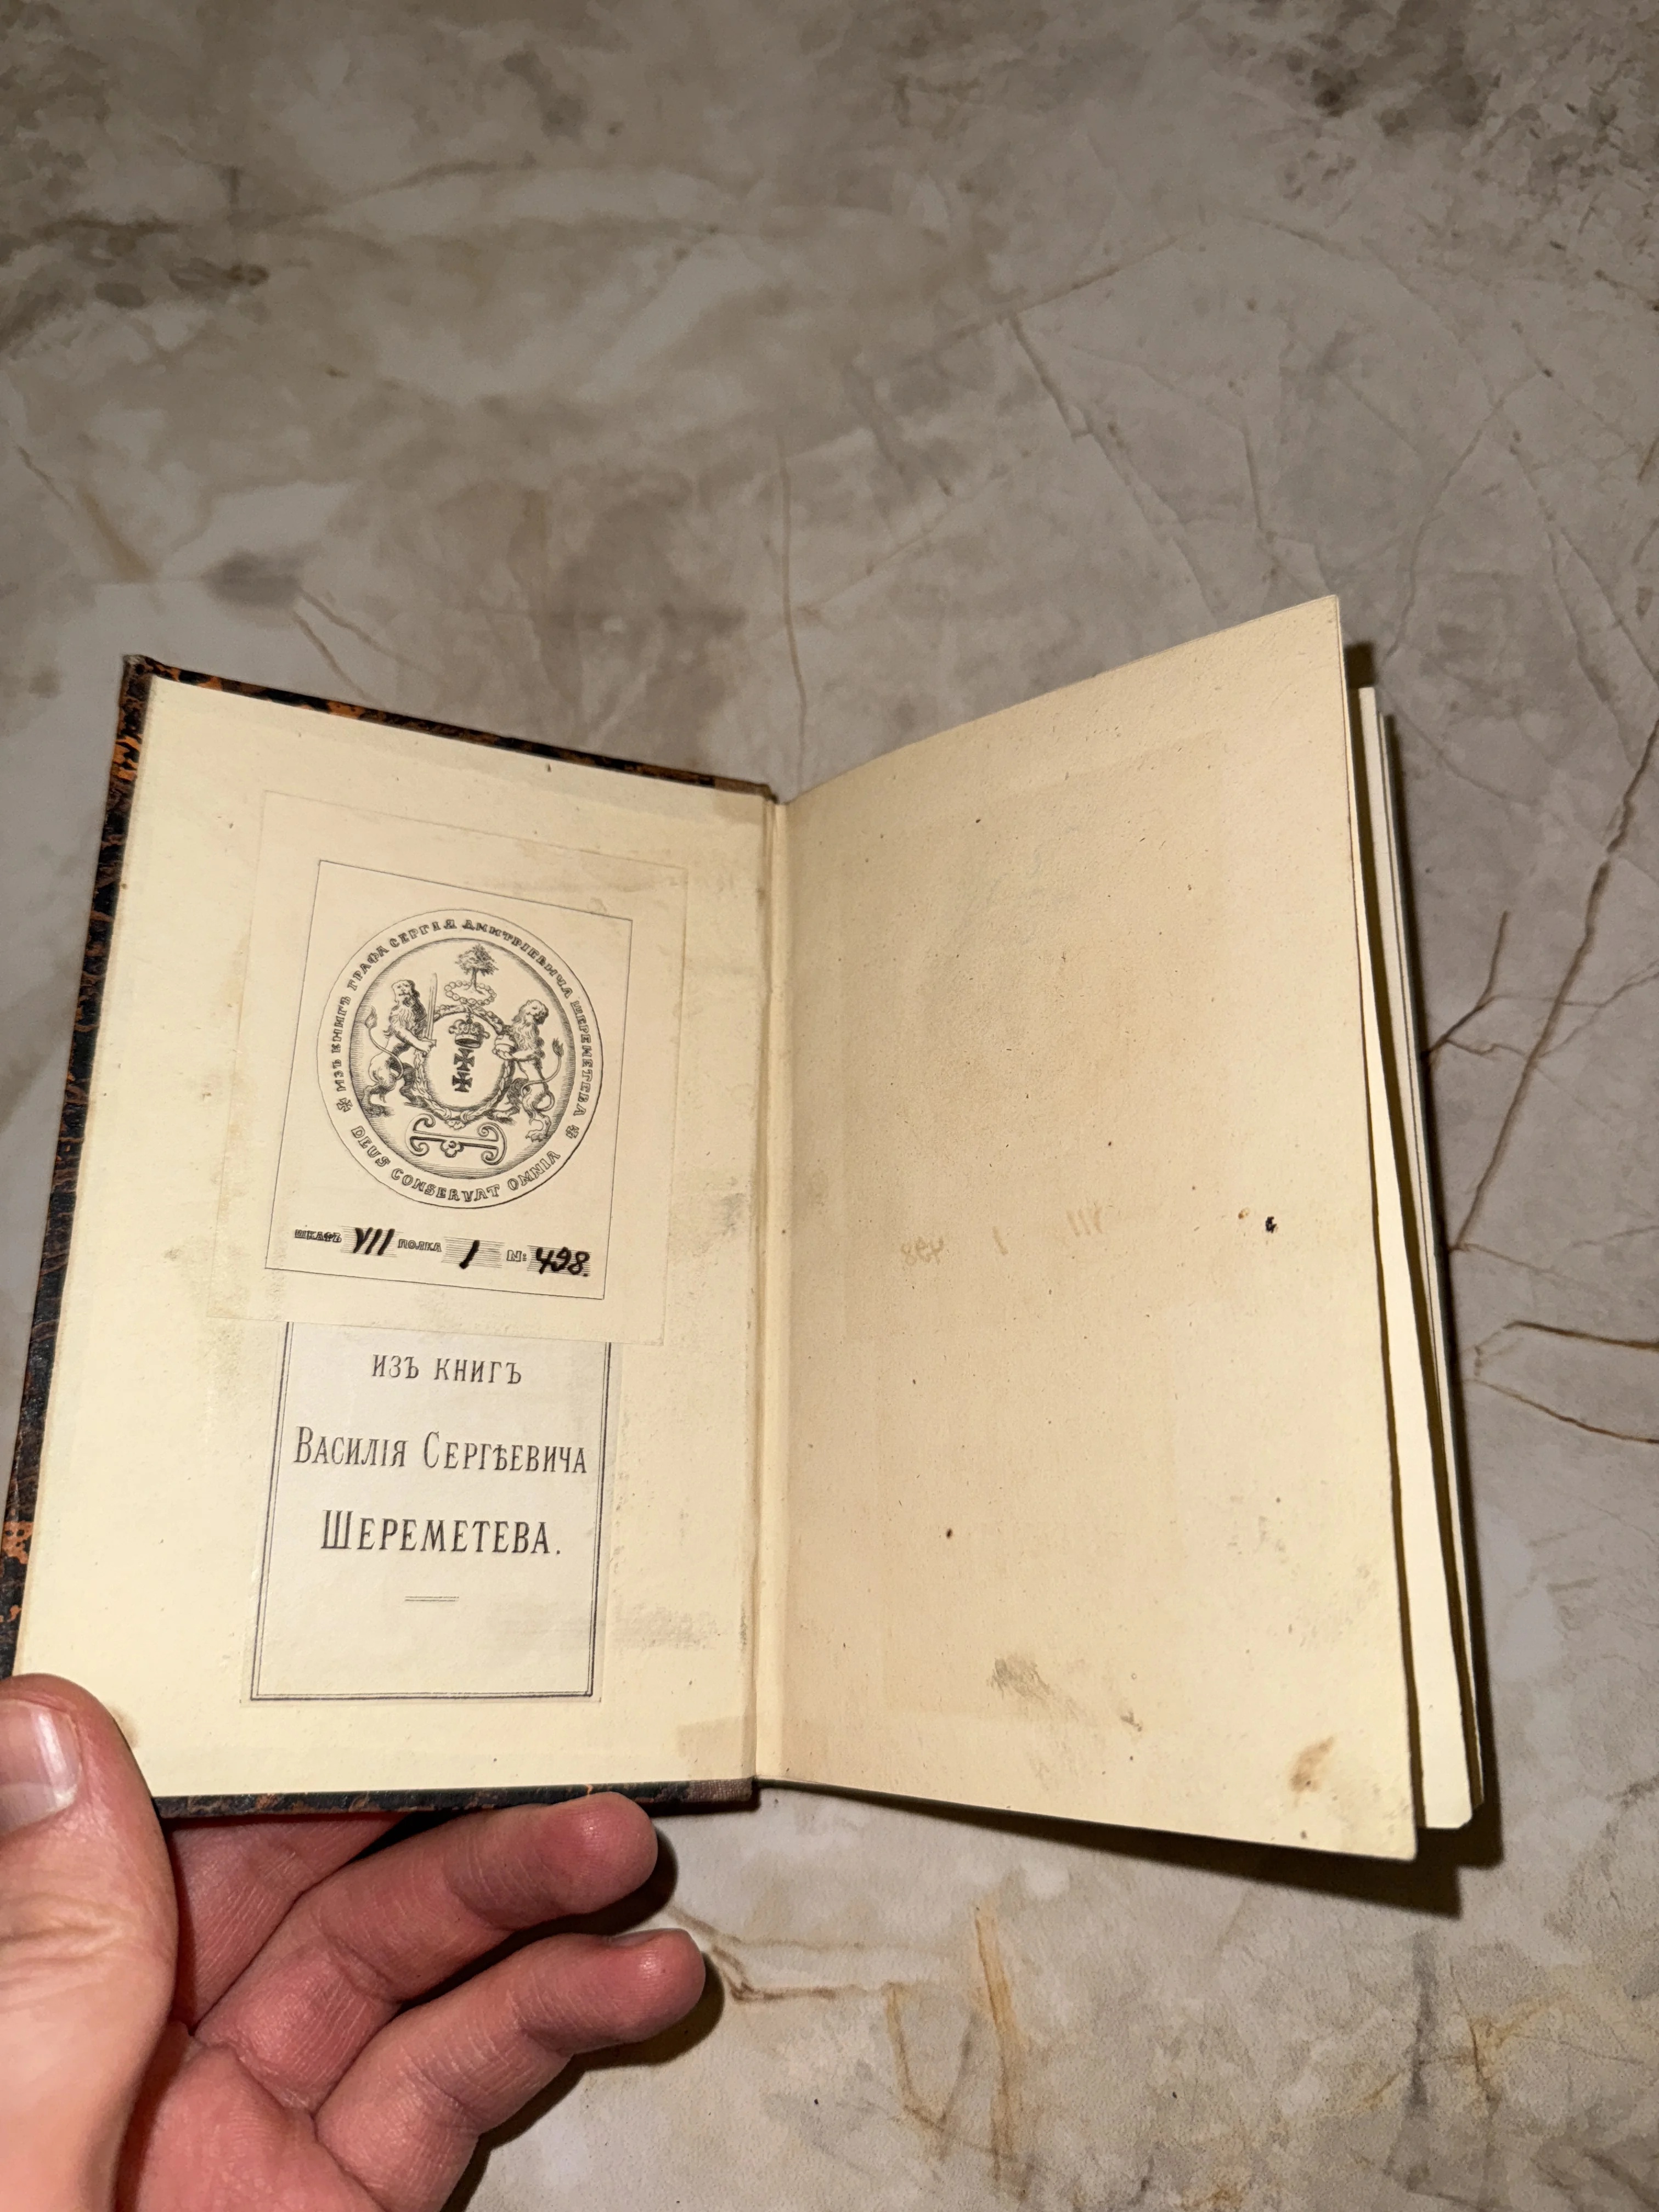 ❊ ИЗЪ КНИГЪ ГРАФА СЕРГІЯ ДМИТРІЕВИЧА ШЕРЕМЕТЕВА ❊
DEUS CONSERVAT OMNIA
ШКАФЪ VII ПОЛКА I №: 498.
ИЗЪ КНИГЪ
ВАСИЛІЯ СЕРГѢЕВИЧА
ШЕРЕМЕТЕВА.